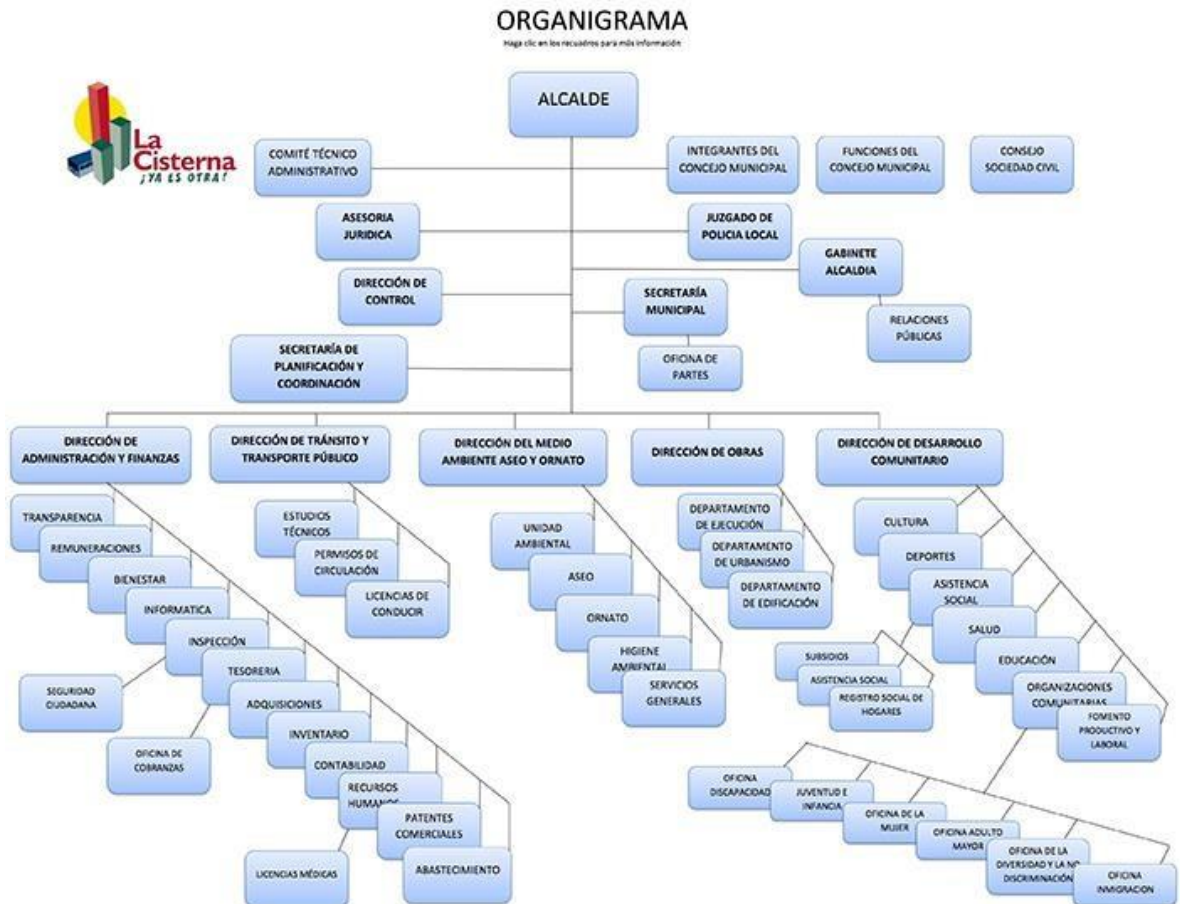 ORGANIGRAMA
Haga clic en los recuadros para más información
ALCALDE
La
Cisterna
¡YA ES OTRA!
COMITÉ TÉCNICO
ADMINISTRATIVO
INTEGRANTES DEL
CONCEJO MUNICIPAL
FUNCIONES DEL
CONCEJO MUNICIPAL
CONSEJO
SOCIEDAD CIVIL
ASESORIA
JURIDICA
JUZGADO DE
POLICIA LOCAL
GABINETE
ALCALDIA
DIRECCIÓN DE
CONTROL
SECRETARÍA
MUNICIPAL
RELACIONES
PÚBLICAS
SECRETARÍA DE
PLANIFICACIÓN Y
COORDINACIÓN
OFICINA DE
PARTES
DIRECCIÓN DE
ADMINISTRACIÓN Y FINANZAS
DIRECCIÓN DE TRÁNSITO Y
TRANSPORTE PÚBLICO
DIRECCIÓN DEL MEDIO
AMBIENTE ASEO Y ORNATO
DIRECCIÓN DE OBRAS
DIRECCIÓN DE DESARROLLO
COMUNITARIO
TRANSPARENCIA
REMUNERACIONES
BIENESTAR
INFORMATICA
INSPECCIÓN
TESORERIA
ADQUISICIONES
INVENTARIO
CONTABILIDAD
RECURSOS
HUMANOS
PATENTES
COMERCIALES
ABASTECIMIENTO
SEGURIDAD
CIUDADANA
OFICINA DE
COBRANZAS
LICENCIAS MÉDICAS
ESTUDIOS
TÉCNICOS
PERMISOS DE
CIRCULACIÓN
LICENCIAS DE
CONDUCIR
UNIDAD
AMBIENTAL
ASEO
ORNATO
HIGIENE
AMBIENTAL
SERVICIOS
GENERALES
DEPARTAMENTO
DE EJECUCIÓN
DEPARTAMENTO
DE URBANISMO
DEPARTAMENTO
DE EDIFICACIÓN
CULTURA
DEPORTES
ASISTENCIA
SOCIAL
SALUD
EDUCACIÓN
ORGANIZACIONES
COMUNITARIAS
FOMENTO
PRODUCTIVO Y
LABORAL
SUBSIDIOS
ASISTENCIA SOCIAL
REGISTRO SOCIAL DE
HOGARES
OFICINA
DISCAPACIDAD
JUVENTUD E
INFANCIA
OFICINA DE LA
MUJER
OFICINA ADULTO
MAYOR
OFICINA DE LA
DIVERSIDAD Y LA NO
DISCRIMINACIÓN
OFICINA
INMIGRACION